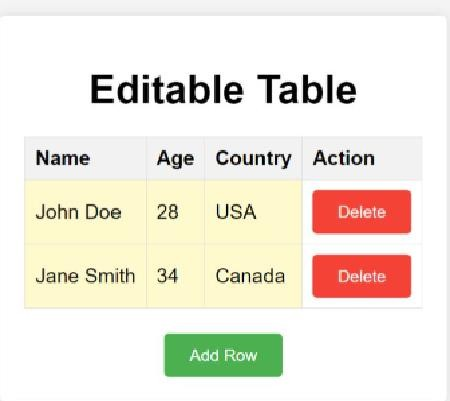 Editable Table
Name Age Country Action
John Doe 28 USA Delete
Jane Smith 34 Canada Delete
Add Row